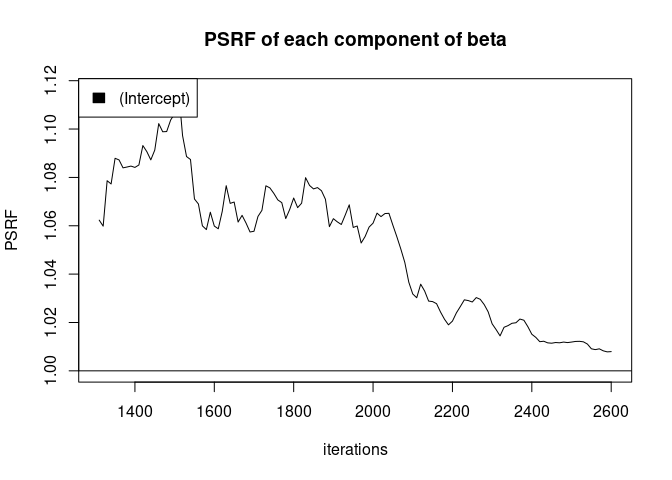 PSRF of each component of beta
(Intercept)
PSRF
1.12
1.10
1.08
1.06
1.04
1.02
1.00
1400 1600 1800 2000 2200 2400 2600
iterations